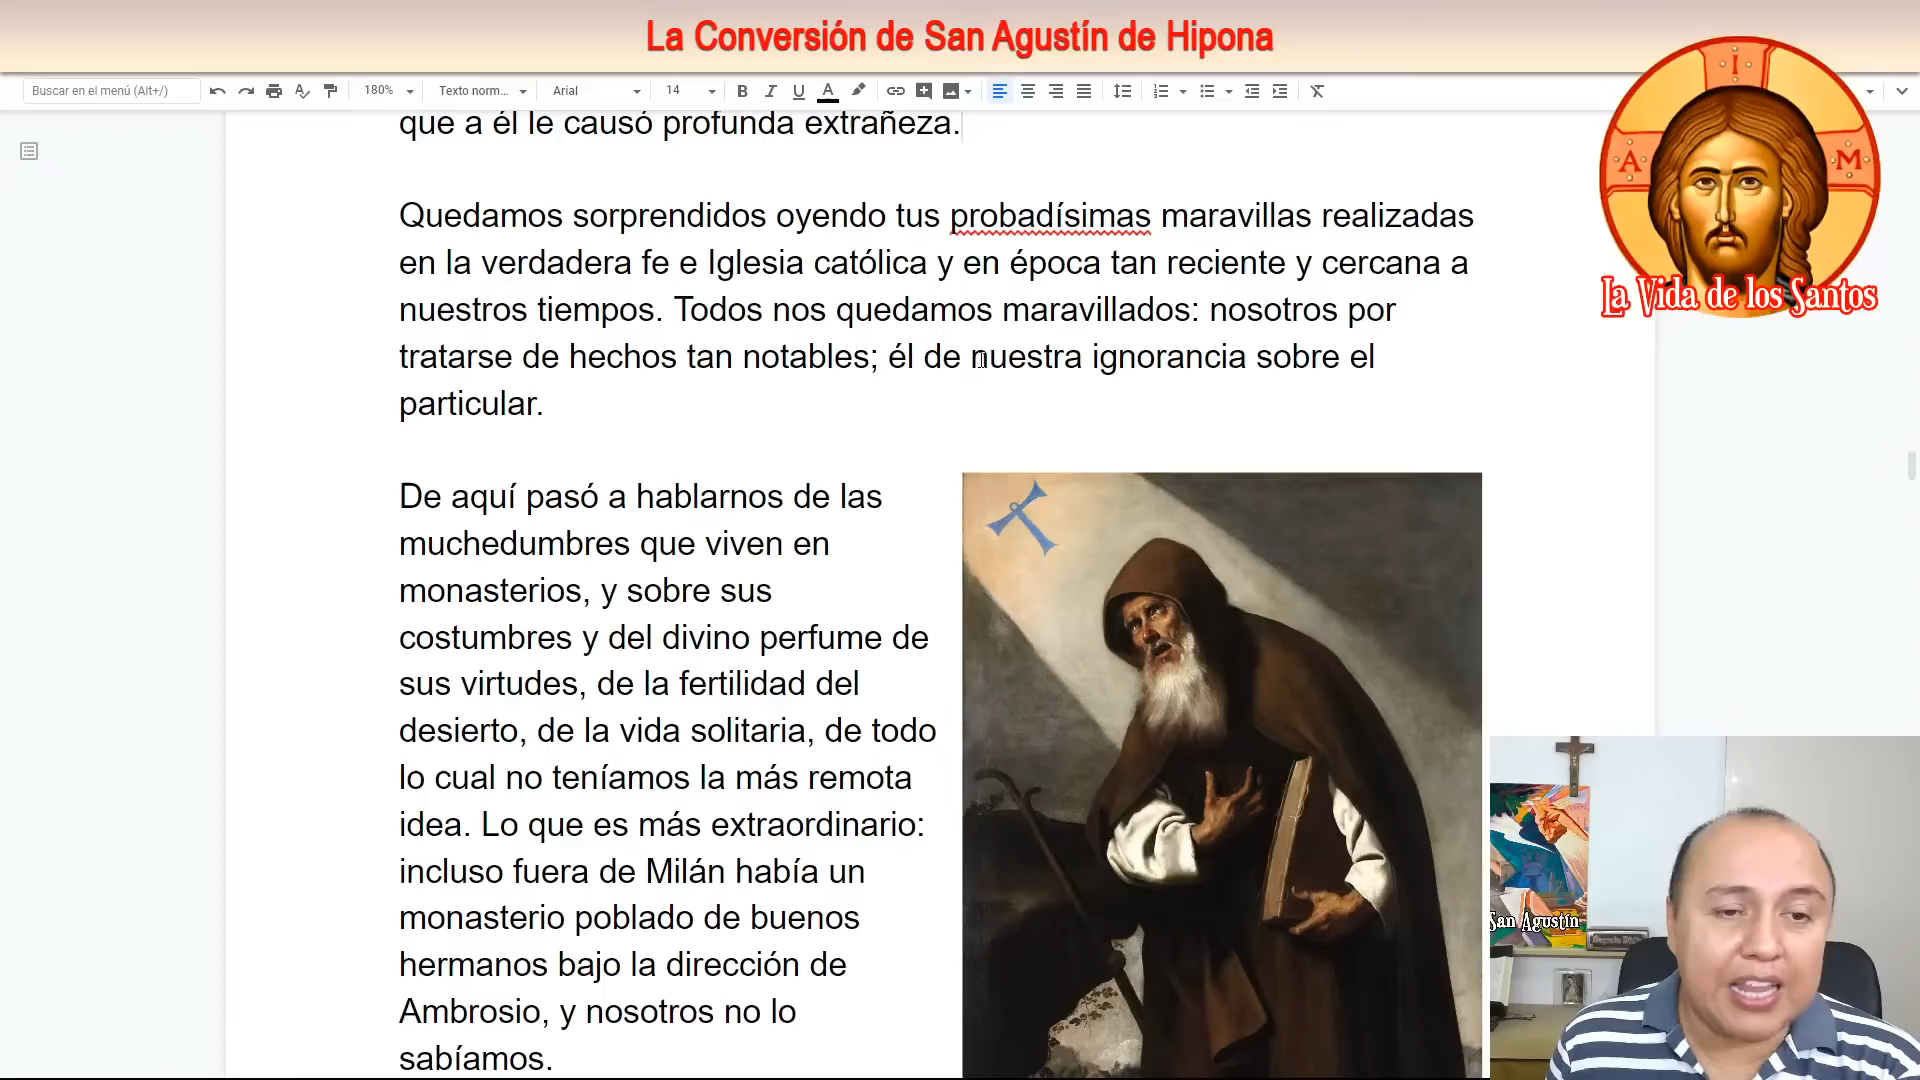 La Conversión de San Agustín de Hipona
Buscar en el menú (Alt+/)
180%
Texto norm...
Arial
14
B I U A
que a él le causó profunda extrañeza.
Quedamos sorprendidos oyendo tus probadísimas maravillas realizadas
en la verdadera fe e Iglesia católica y en época tan reciente y cercana a
nuestros tiempos. Todos nos quedamos maravillados: nosotros por
tratarse de hechos tan notables; él de nuestra ignorancia sobre el
particular.
De aquí pasó a hablarnos de las
muchedumbres que viven en
monasterios, y sobre sus
costumbres y del divino perfume de
sus virtudes, de la fertilidad del
desierto, de la vida solitaria, de todo
lo cual no teníamos la más remota
idea. Lo que es más extraordinario:
incluso fuera de Milán había un
monasterio poblado de buenos
hermanos bajo la dirección de
Ambrosio, y nosotros no lo
sabíamos.
I
A M
La Vida de los Santos
San Agustín